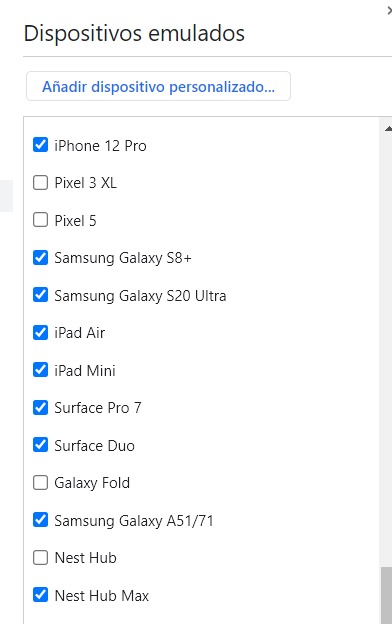 Dispositivos emulados
Añadir dispositivo personalizado...
iPhone 12 Pro
Pixel 3 XL
Pixel 5
Samsung Galaxy S8+
Samsung Galaxy S20 Ultra
iPad Air
iPad Mini
Surface Pro 7
Surface Duo
Galaxy Fold
Samsung Galaxy A51/71
Nest Hub
Nest Hub Max